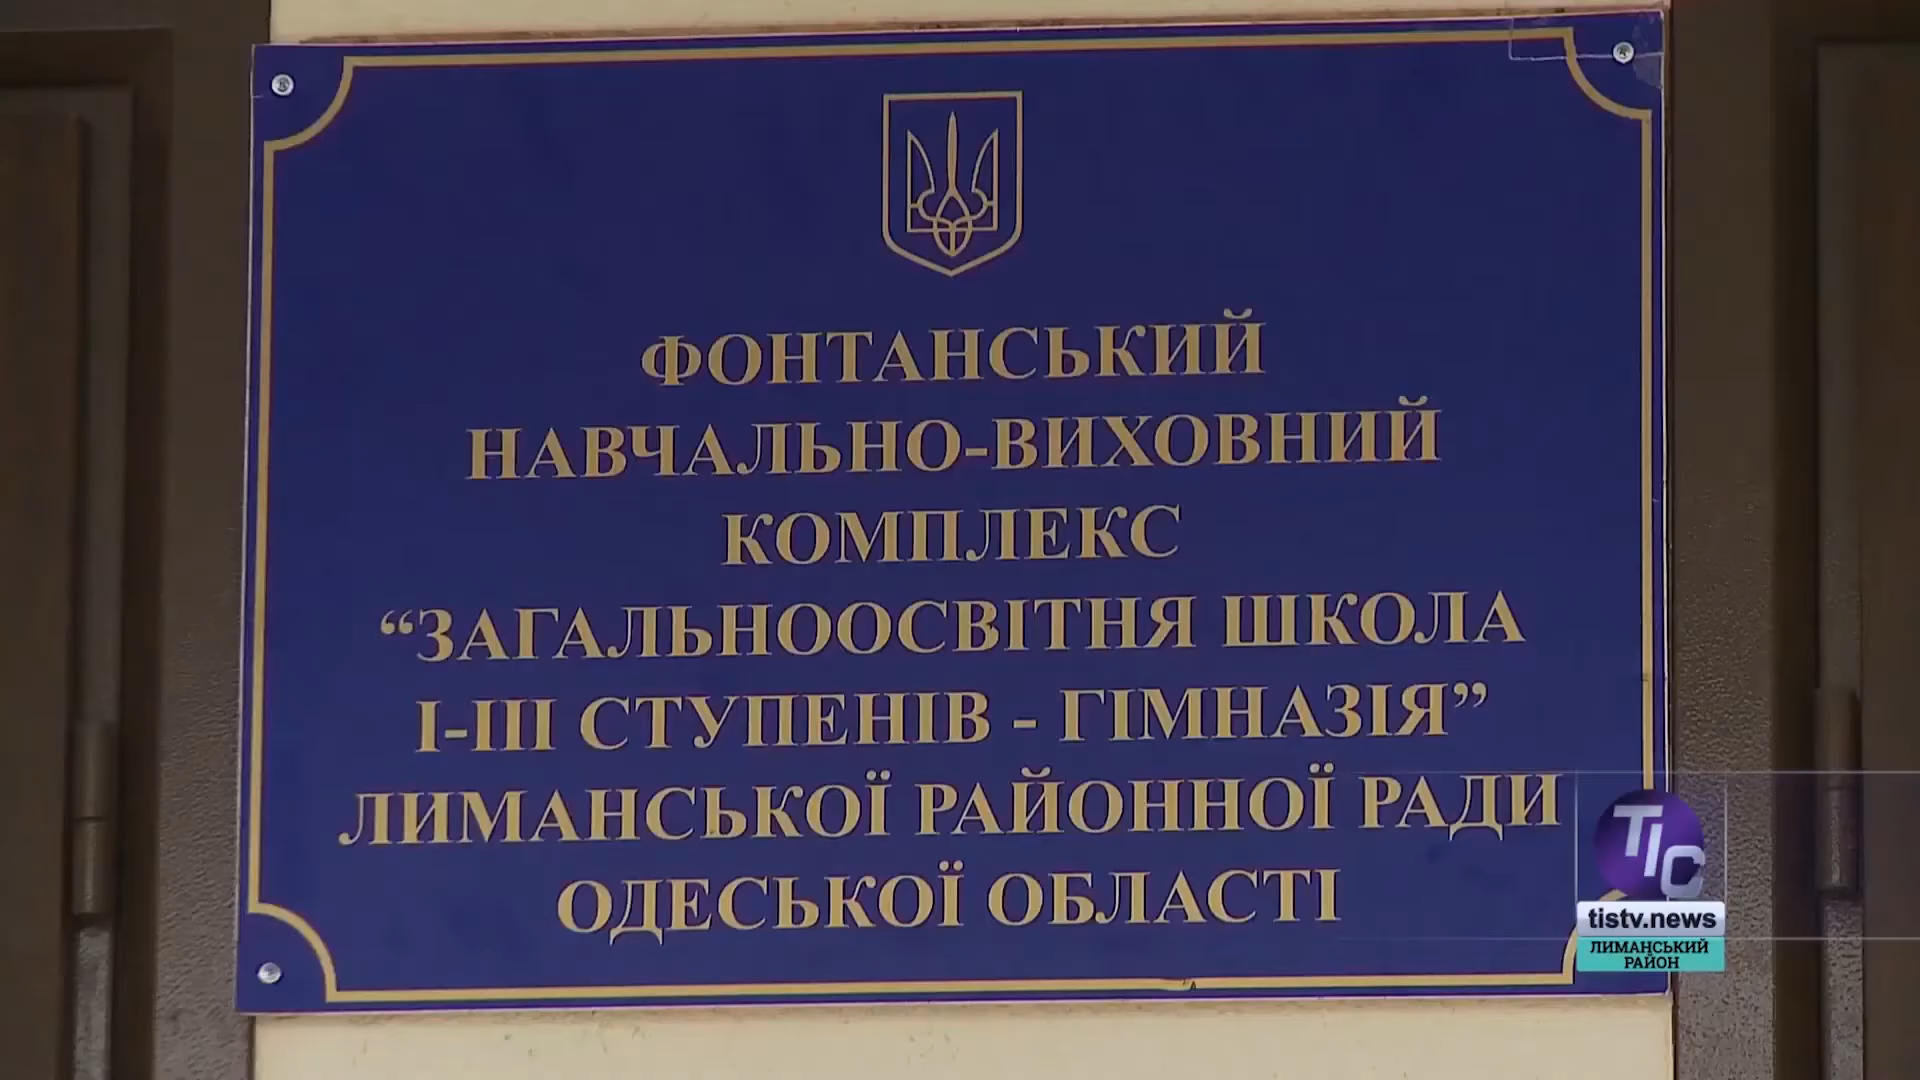 ФОНТАНСЬКИЙ
НАВЧАЛЬНО-ВИХОВНИЙ
КОМПЛЕКС
“ЗАГАЛЬНООСВІТНЯ ШКОЛА
І-ІІІ СТУПЕНІВ - ГІМНАЗІЯ”
ЛИМАНСЬКОЇ РАЙОННОЇ РАДИ
ОДЕСЬКОЇ ОБЛАСТІ
ТІС
tistv.news
ЛИМАНСЬКИЙ
РАЙОН